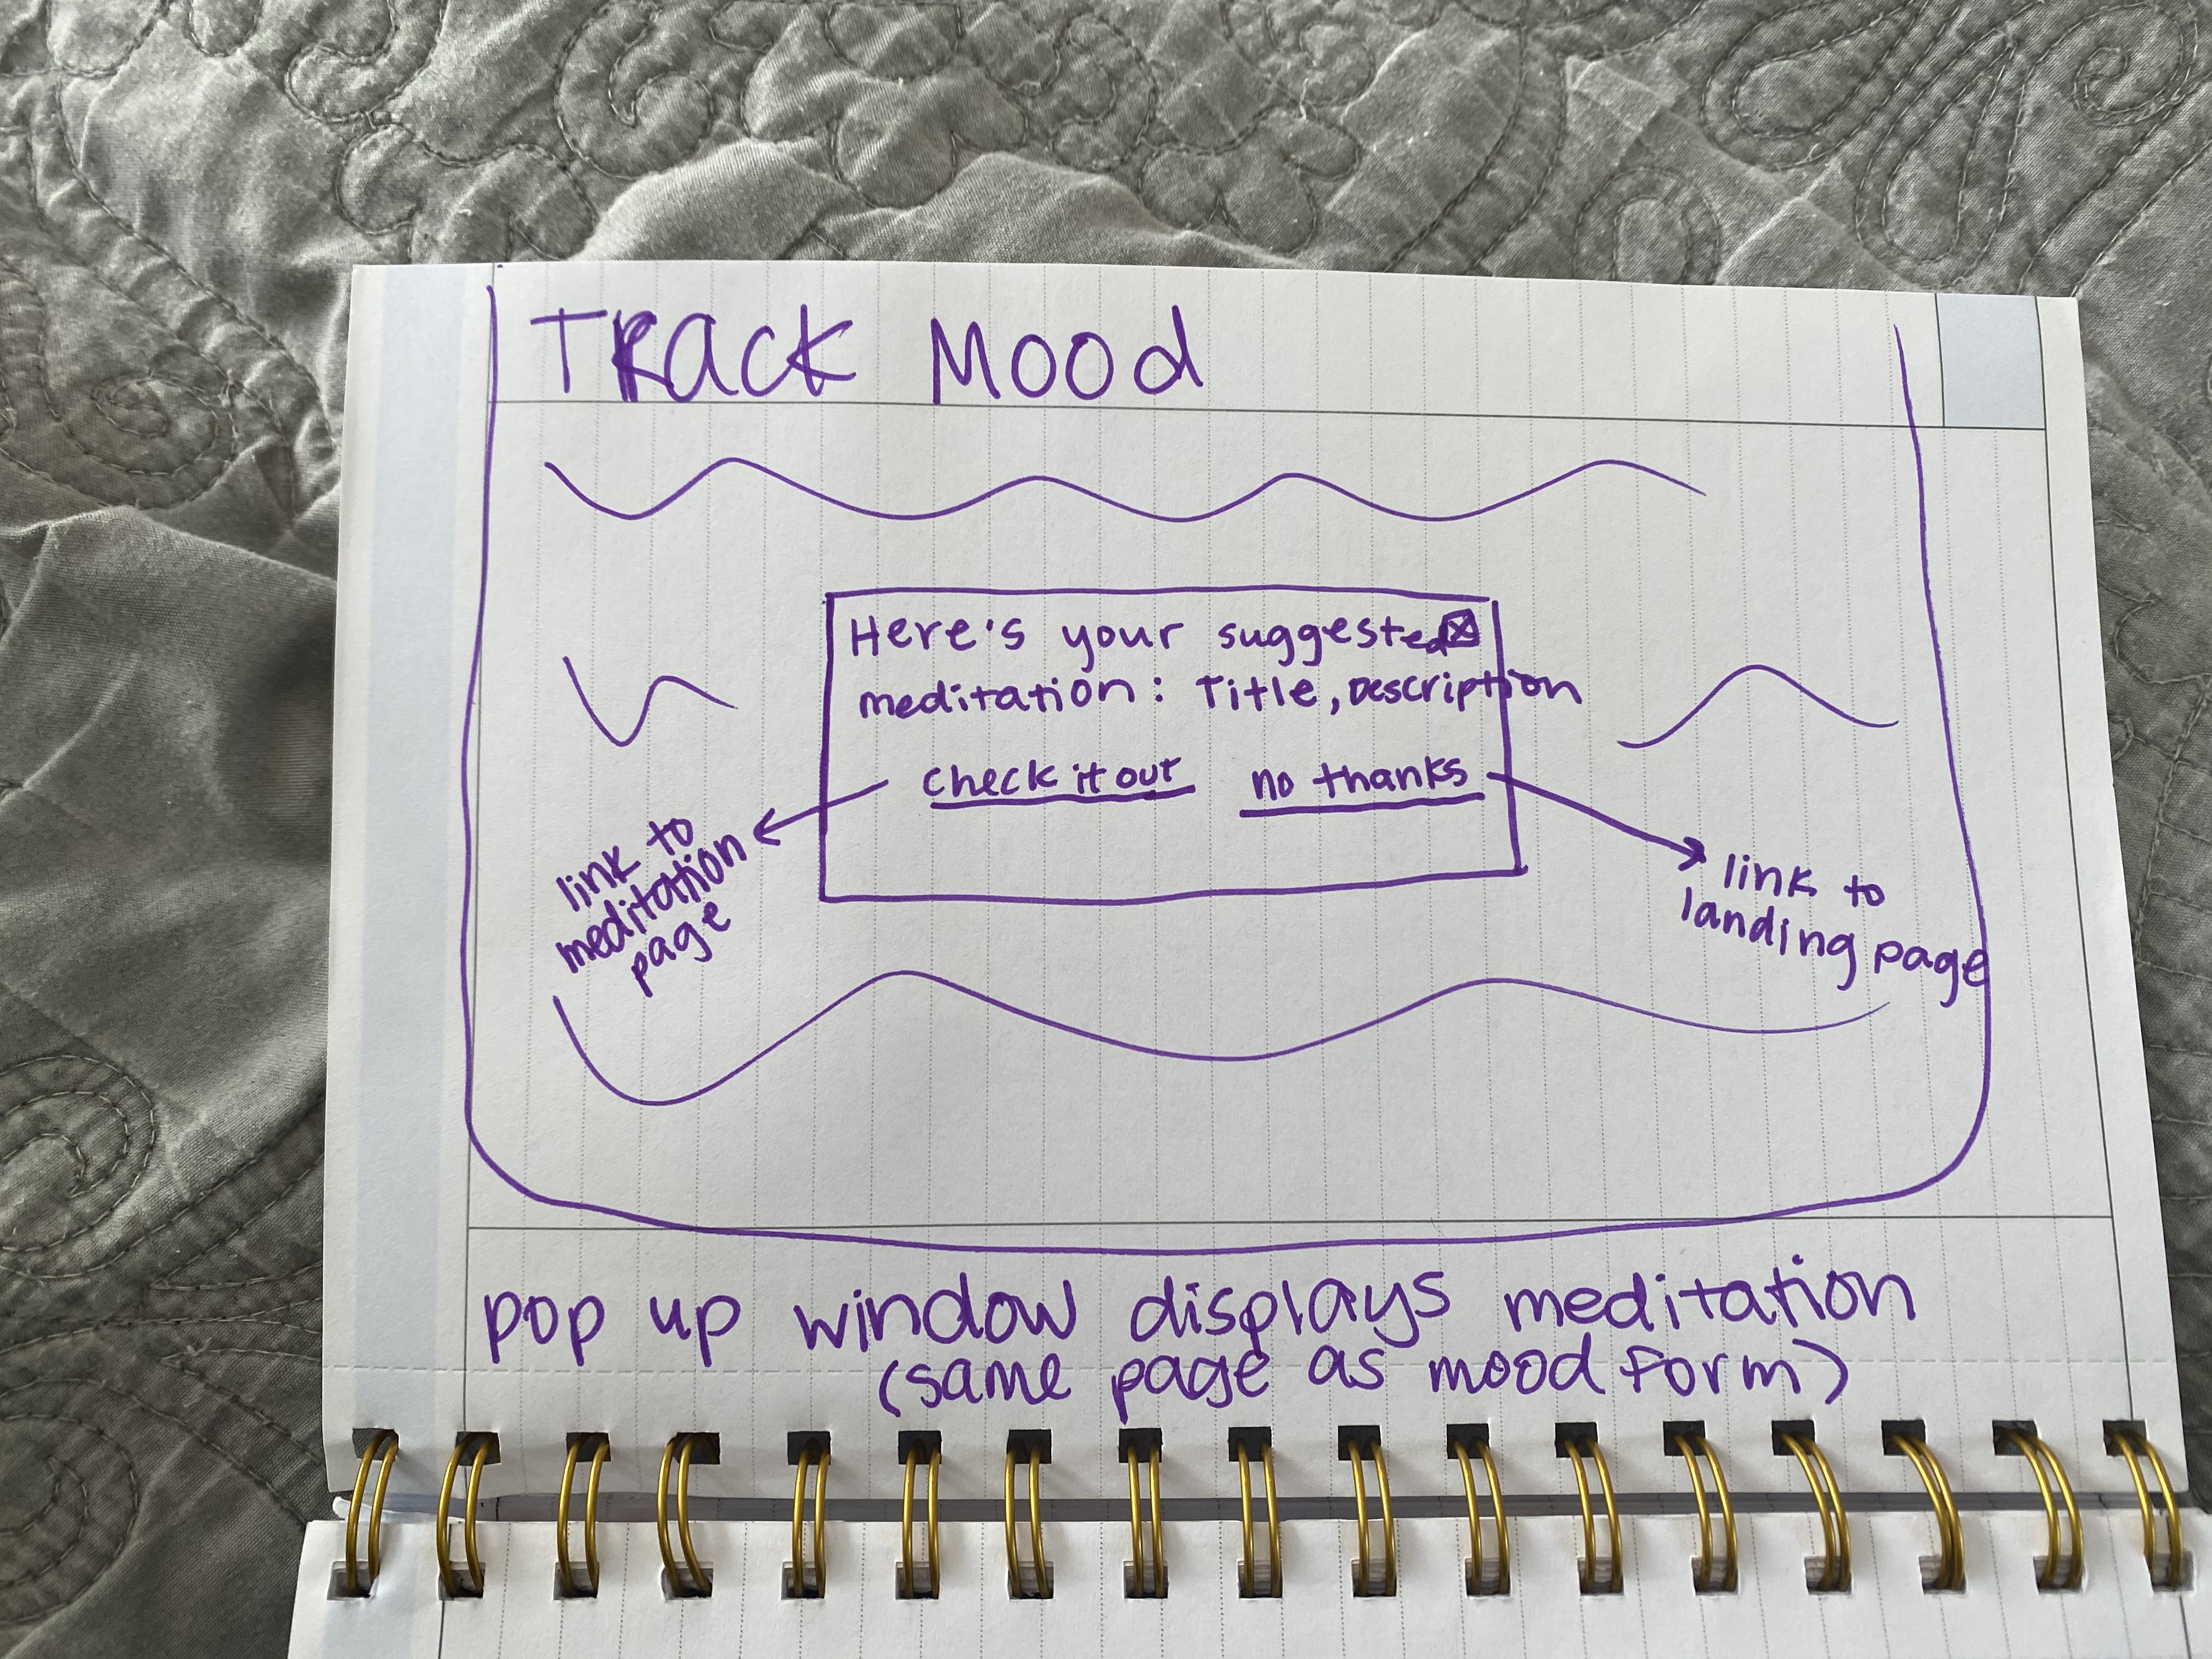 Track Mood
Here's your suggested
meditation: Title, Description
check it out no thanks
link to
meditation
page
link to
landing page
pop up window displays meditation
(same page as mood form)